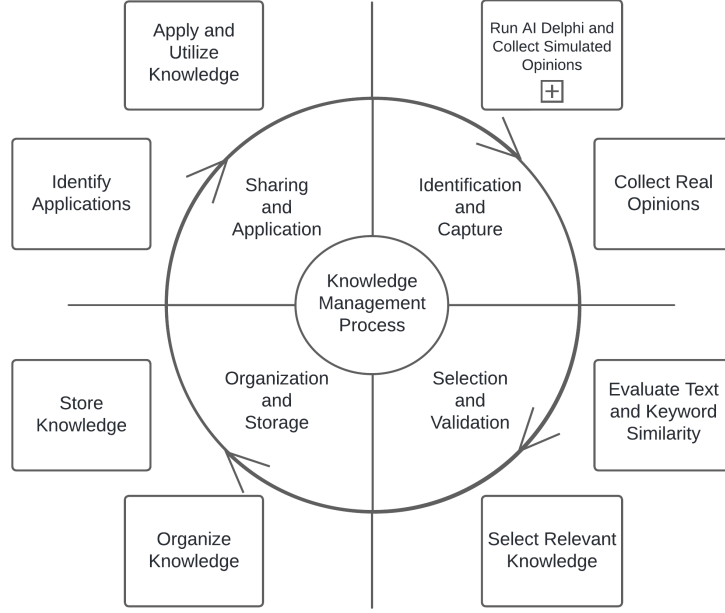 Apply and
Utilize
Knowledge
Run AI Delphi and
Collect Simulated
Opinions
Identify
Applications
Sharing
and
Application
Identification
and
Capture
Collect Real
Opinions
Knowledge
Management
Process
Store
Knowledge
Organization
and
Storage
Selection
and
Validation
Evaluate Text
and Keyword
Similarity
Organize
Knowledge
Select Relevant
Knowledge